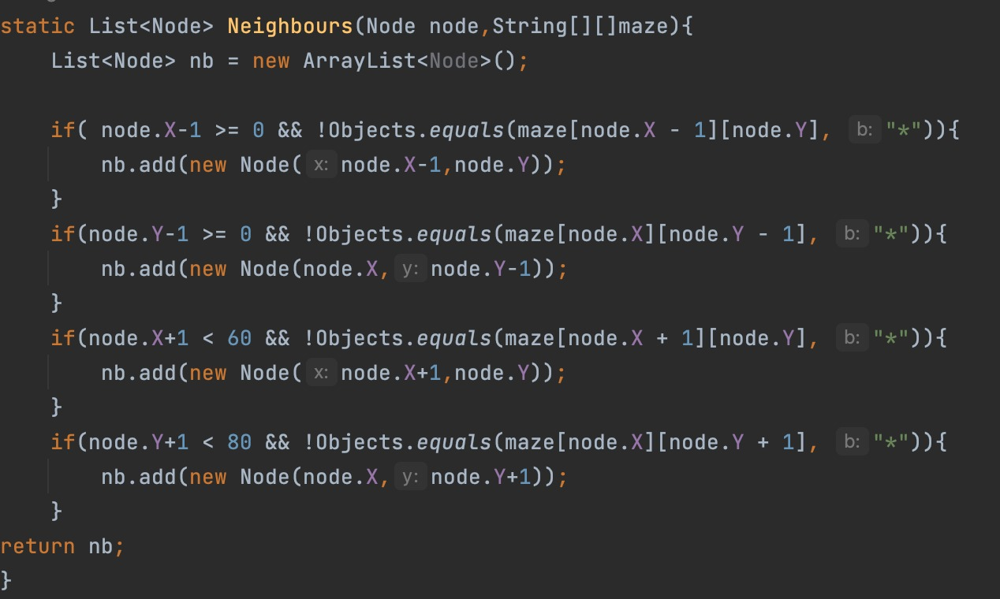 static List<Node> Neighbours(Node node,String[][]maze){
    List<Node> nb = new ArrayList<Node>();
    if( node.X-1 >= 0 && !Objects.equals(maze[node.X - 1][node.Y], b: "*")){
        nb.add(new Node( x: node.X-1,node.Y));
    }
    if(node.Y-1 >= 0 && !Objects.equals(maze[node.X][node.Y - 1], b: "*")){
        nb.add(new Node(node.X, y: node.Y-1));
    }
    if(node.X+1 < 60 && !Objects.equals(maze[node.X + 1][node.Y], b: "*")){
        nb.add(new Node( x: node.X+1,node.Y));
    }
    if(node.Y+1 < 80 && !Objects.equals(maze[node.X][node.Y + 1], b: "*")){
        nb.add(new Node(node.X, y: node.Y+1));
    }
return nb;
}